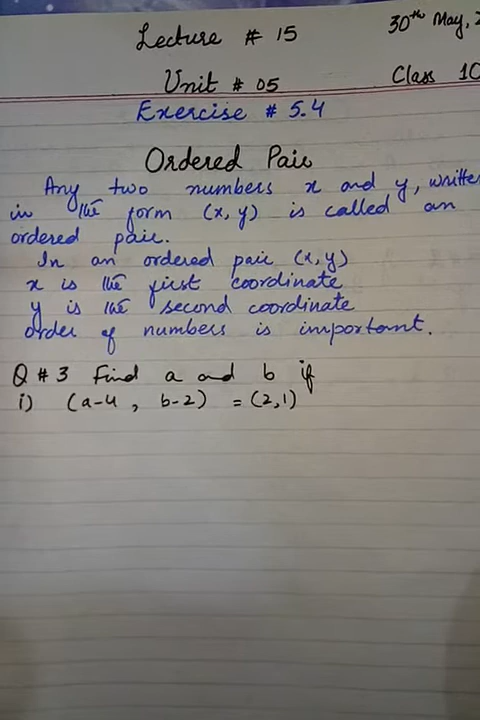 Lecture # 15
30th May, 2
Unit # 05
Class 10
Exercise # 5.4
Ordered Pair
Any two numbers x and y, writte
in the form (x, y) is called an
ordered pair.
In an ordered pair (x, y)
x is the first coordinate
y is the second coordinate
order of numbers is important.
Q # 3 Find a and b if
i) (a-4 , b-2) = (2,1)